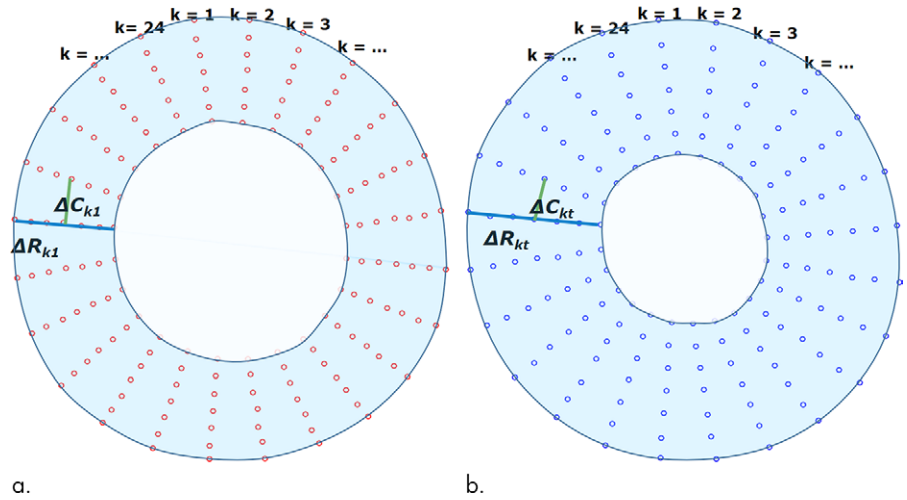 k = ...
k= 24
k = 1
k = 2
k = 3
k = ...
ΔCk1
ΔRk1
a.
k = ...
k = 24
k = 1
k = 2
k = 3
k = ...
ΔCkt
ΔRkt
b.